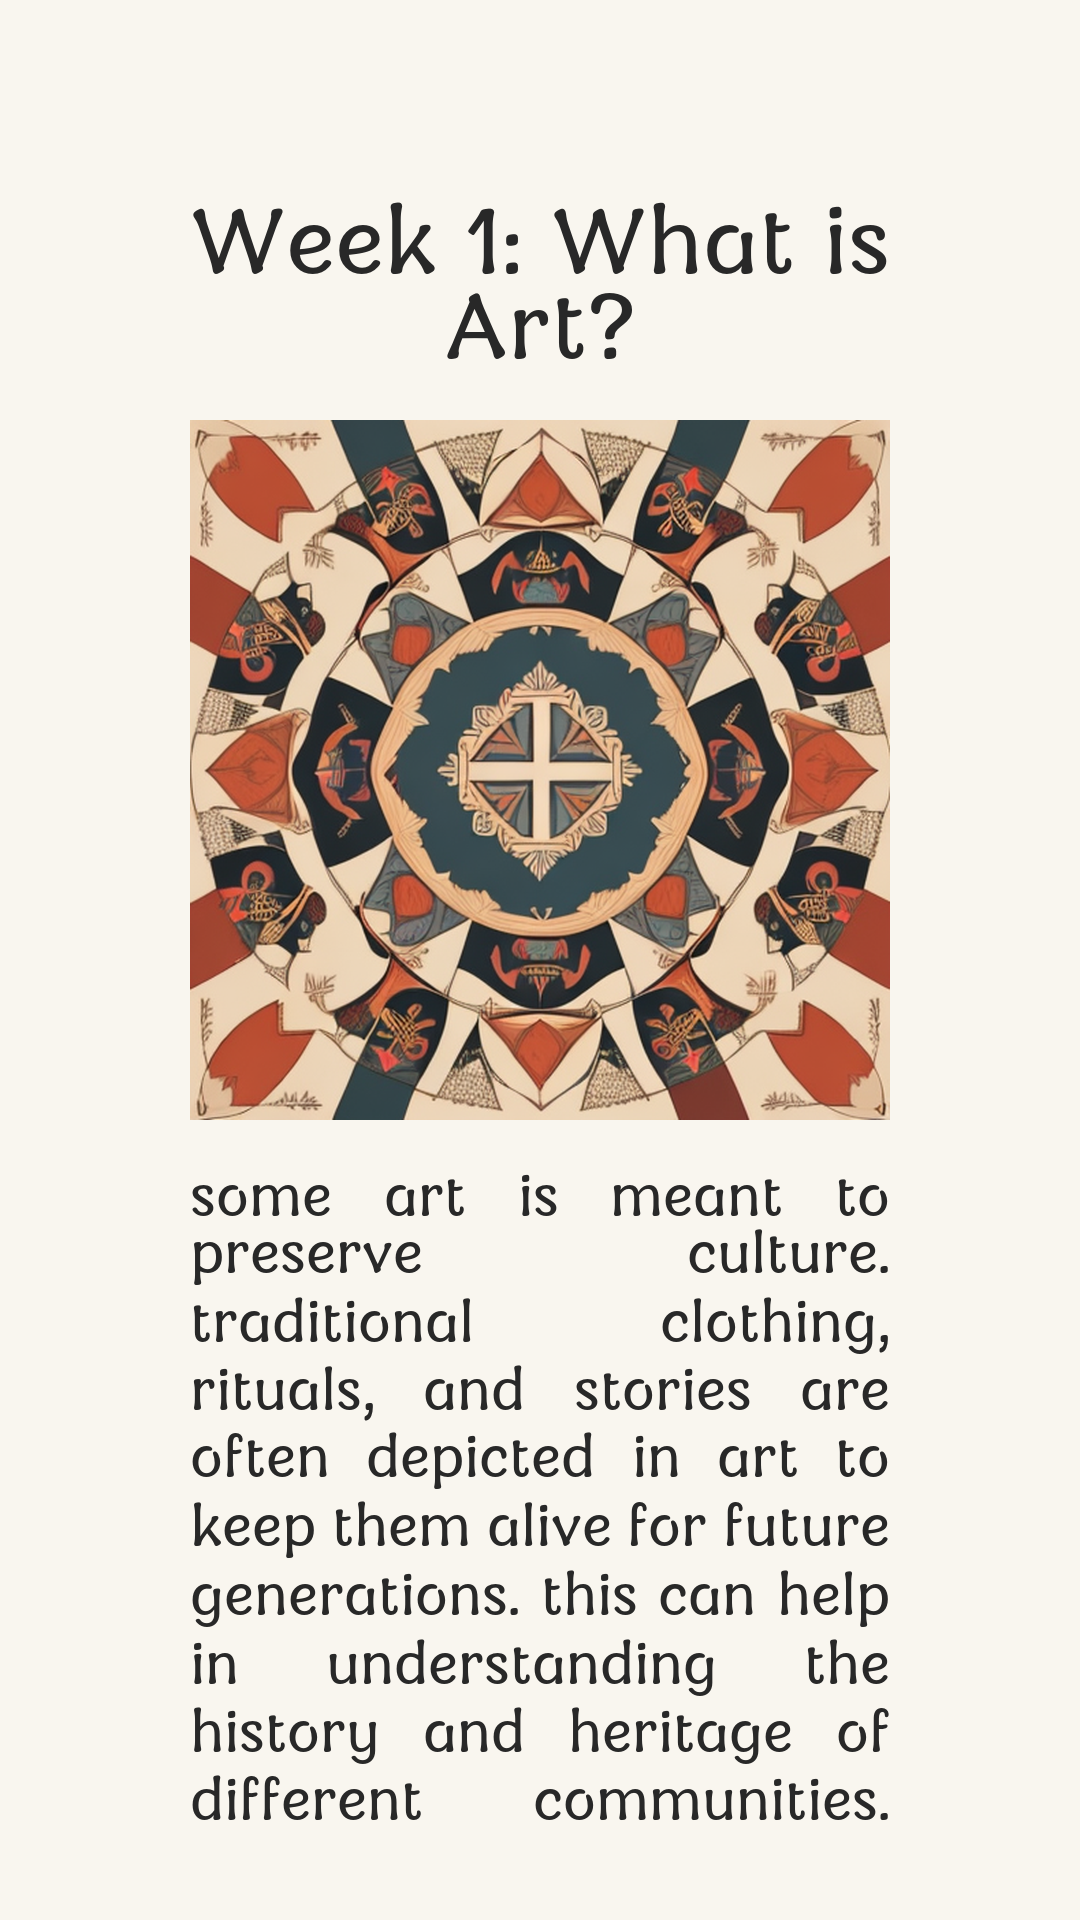 Week 1: What is
Art?
some art is meant to
preserve culture.
traditional clothing,
rituals, and stories are
often depicted in art to
keep them alive for future
generations. this can help
in understanding the
history and heritage of
different communities.